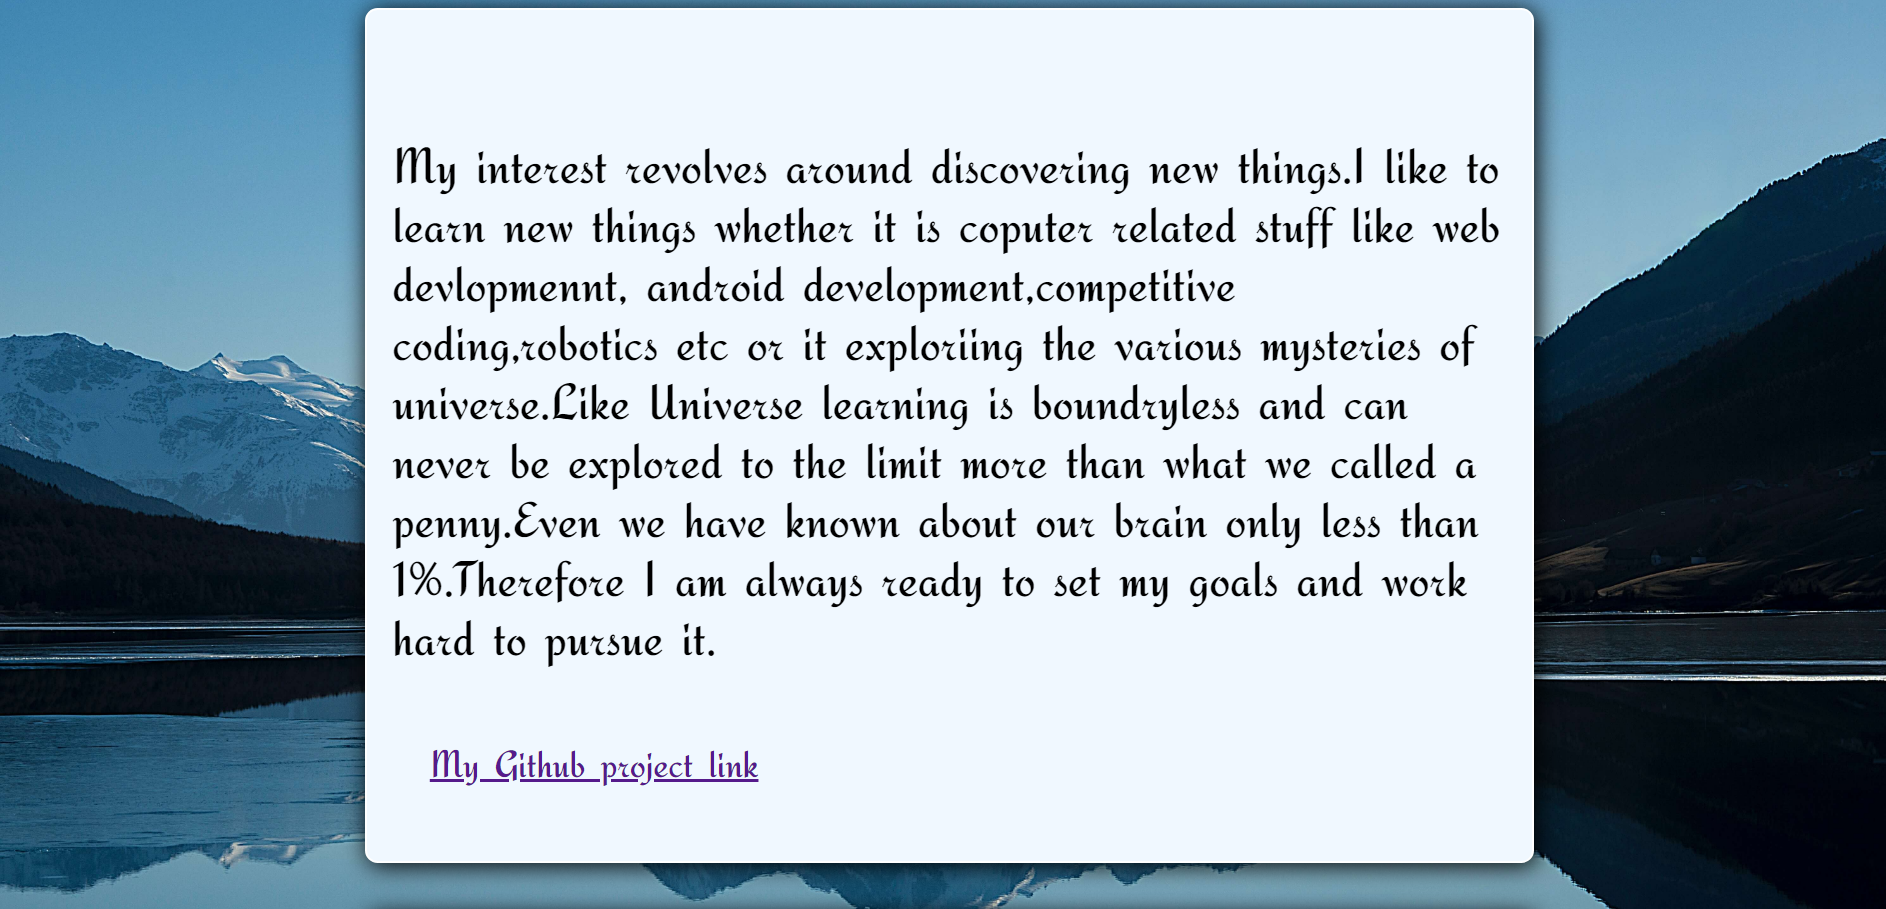 My interest revolves around discovering new things.I like to
learn new things whether it is coputer related stuff like web
devlopmennt, android development,competitive
coding,robotics etc or it exploriing the various mysteries of
universe.Like Universe learning is boundryless and can
never be explored to the limit more than what we called a
penny.Even we have known about our brain only less than
1%.Therefore I am always ready to set my goals and work
hard to pursue it.
My Github project link